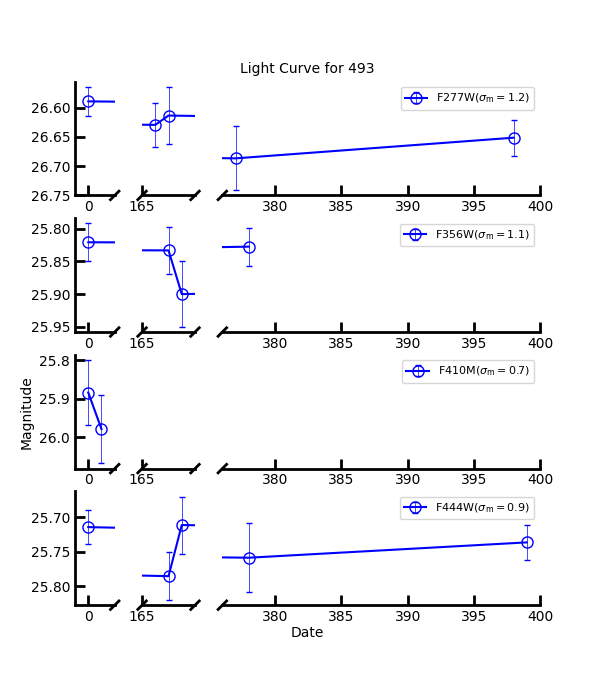 Light Curve for 493
F277W(σm = 1.2)
26.60
26.65
26.70
26.75
0 165 380 385 390 395 400
F356W(σm = 1.1)
25.80
25.85
25.90
25.95
0 165 380 385 390 395 400
F410M(σm = 0.7)
25.8
25.9
26.0
0 165 380 385 390 395 400
F444W(σm = 0.9)
25.70
25.75
25.80
0 165 380 385 390 395 400
Magnitude
Date